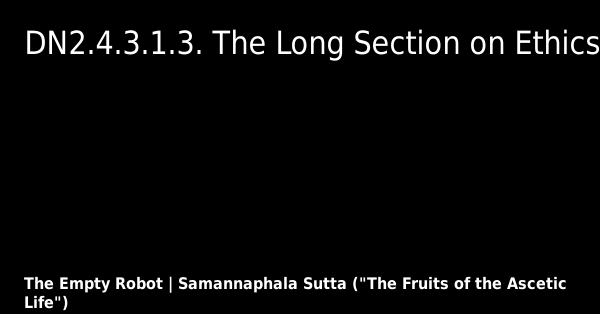 DN2.4.3.1.3. The Long Section on Ethics
The Empty Robot | Samannaphala Sutta ("The Fruits of the Ascetic
Life")